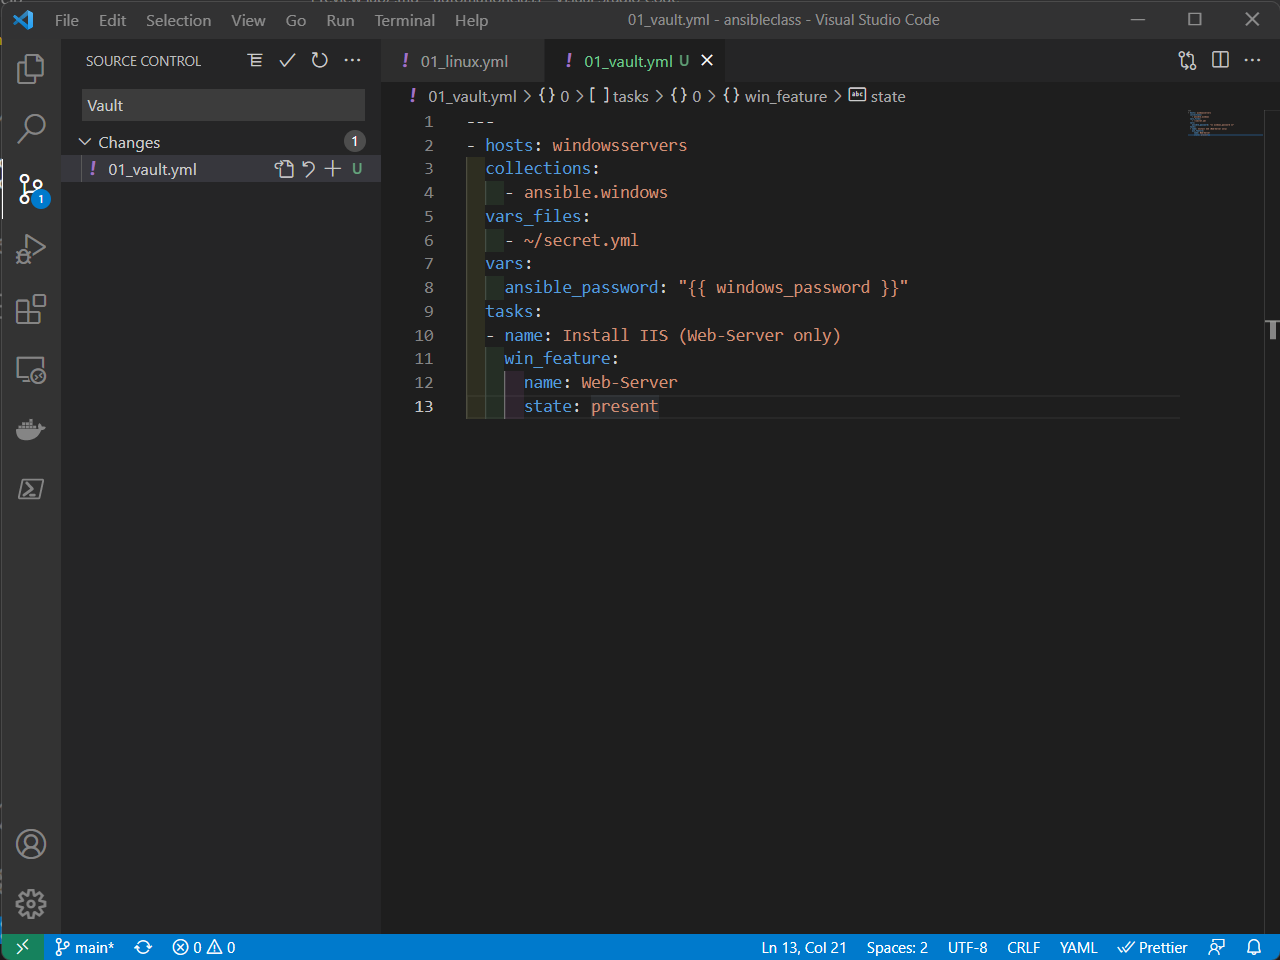 File Edit Selection View Go Run Terminal Help 01_vault.yml - ansibleclass - Visual Studio Code
SOURCE CONTROL
Vault
Changes 1
! 01_vault.yml U
1
! 01_linux.yml ! 01_vault.yml U
! 01_vault.yml > {} 0 > [ ] tasks > {} 0 > {} win_feature > abc state
1 ---
2 - hosts: windowsservers
3 collections:
4 - ansible.windows
5 vars_files:
6 - ~/secret.yml
7 vars:
8 ansible_password: "{{ windows_password }}"
9 tasks:
10 - name: Install IIS (Web-Server only)
11 win_feature:
12 name: Web-Server
13 state: present
main* 0 0 Ln 13, Col 21 Spaces: 2 UTF-8 CRLF YAML Prettier